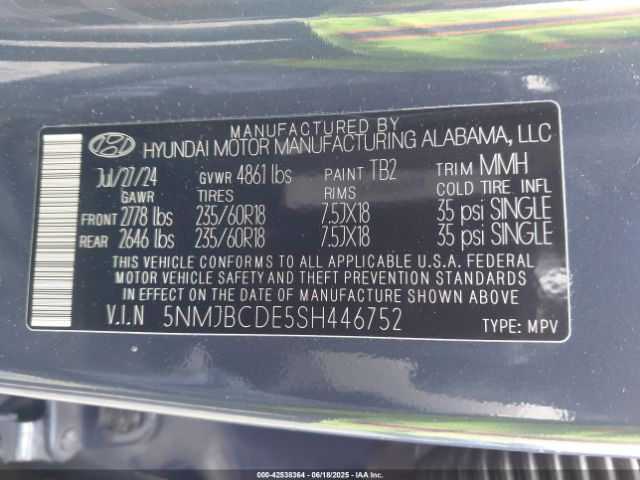 MANUFACTURED BY
HYUNDAI MOTOR MANUFACTURING ALABAMA, LLC
Jul/27/24 GVWR 4861 lbs PAINT TB2 TRIM MMH
GAWR TIRES RIMS COLD TIRE INFL
FRONT 2778 lbs 235/60R18 7.5JX18 35 psi SINGLE
REAR 2646 lbs 235/60R18 7.5JX18 35 psi SINGLE
THIS VEHICLE CONFORMS TO ALL APPLICABLE U.S.A. FEDERAL
MOTOR VEHICLE SAFETY AND THEFT PREVENTION STANDARDS
IN EFFECT ON THE DATE OF MANUFACTURE SHOWN ABOVE
V.I.N 5NMJBCDE5SH446752 TYPE: MPV
000-42538364 - 06/18/2025 - IAAI.COM